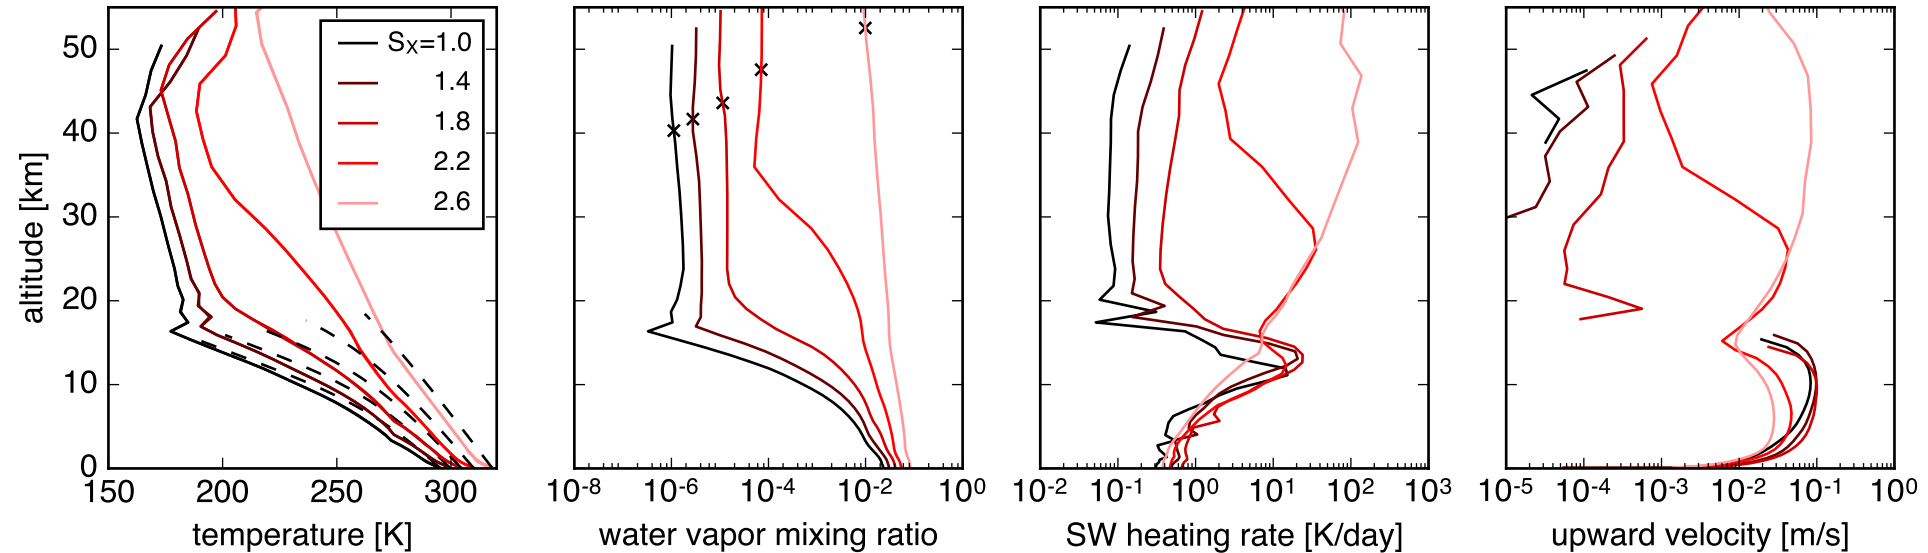 altitude [km]
50
40
30
20
10
0
S_X=1.0
1.4
1.8
2.2
2.6
150 200 250 300
temperature [K]
10^-8 10^-6 10^-4 10^-2 10^0
water vapor mixing ratio
10^-2 10^-1 10^0 10^1 10^2 10^3
SW heating rate [K/day]
10^-5 10^-4 10^-3 10^-2 10^-1 10^0
upward velocity [m/s]